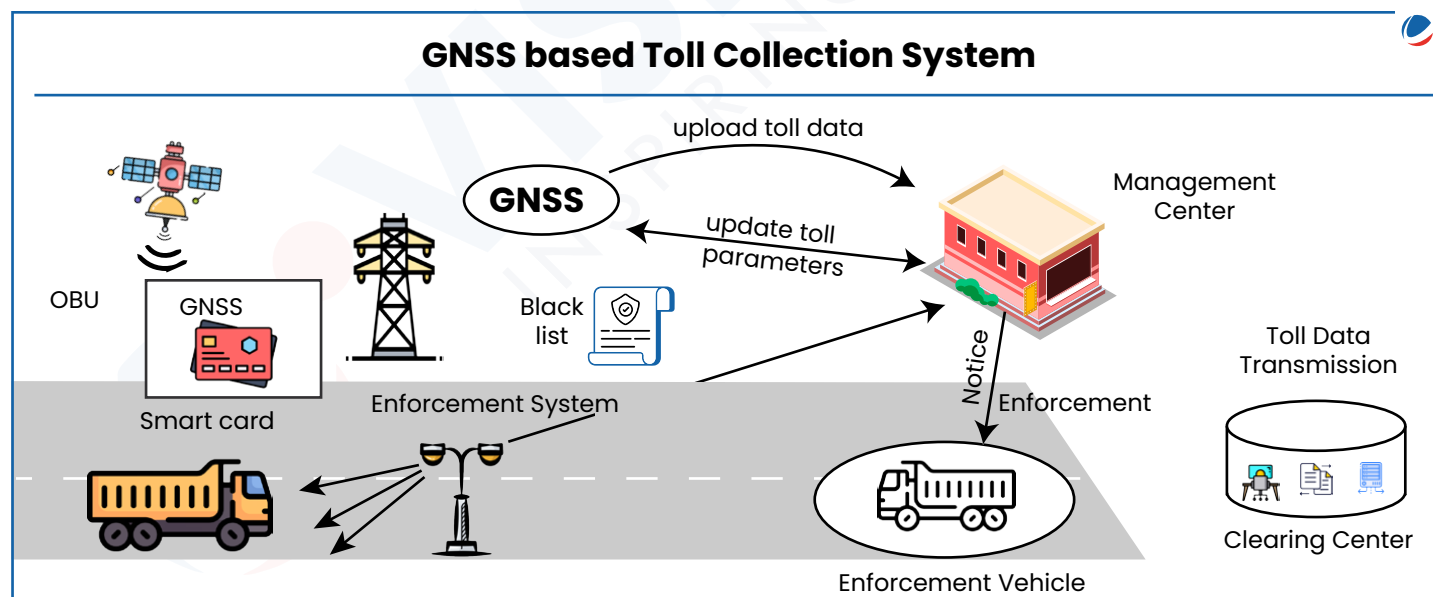 GNSS based Toll Collection System
upload toll data
GNSS
Management
Center
update toll
parameters
OBU
GNSS
Black
list
Toll Data
Transmission
Notice
Enforcement System
Enforcement
Smart card
Clearing Center
Enforcement Vehicle